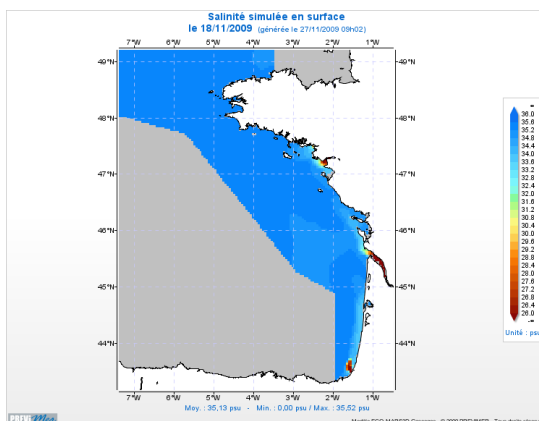 Salinité simulée en surface
le 18/11/2009 (générée le 27/11/2009 09h02)
7°W 6°W 5°W 4°W 3°W 2°W 1°W
49°N 49°N
48°N 48°N
47°N 47°N
46°N 46°N
45°N 45°N
44°N 44°N
7°W 6°W 5°W 4°W 3°W 2°W 1°W
36.0
35.6
35.2
34.8
34.4
34.0
33.6
33.2
32.8
32.4
32.0
31.6
31.2
30.8
30.4
30.0
29.6
29.2
28.8
28.4
28.0
27.6
27.2
26.8
26.4
26.0
Unité : psu
Moy. : 35,13 psu - Min. : 0,00 psu / Max. : 35,52 psu